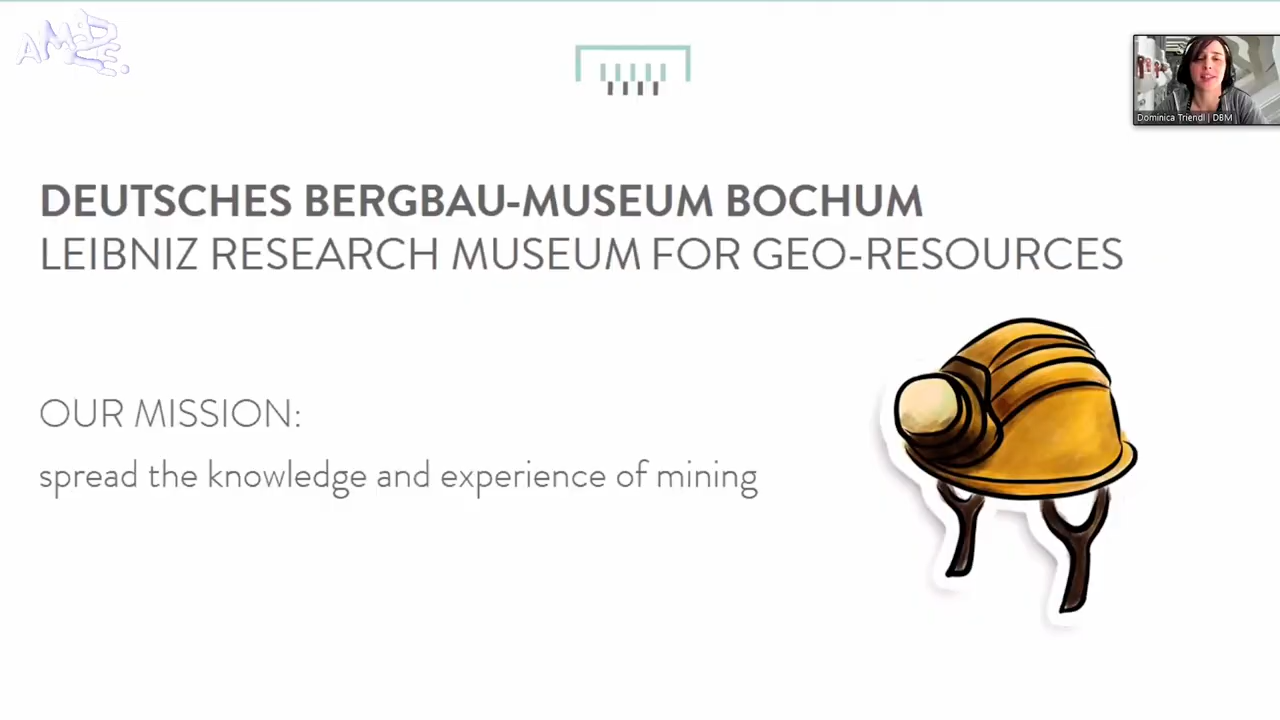 AMiDE
Dominica Triendl | DBM
DEUTSCHES BERGBAU-MUSEUM BOCHUM
LEIBNIZ RESEARCH MUSEUM FOR GEO-RESOURCES
OUR MISSION:
spread the knowledge and experience of mining